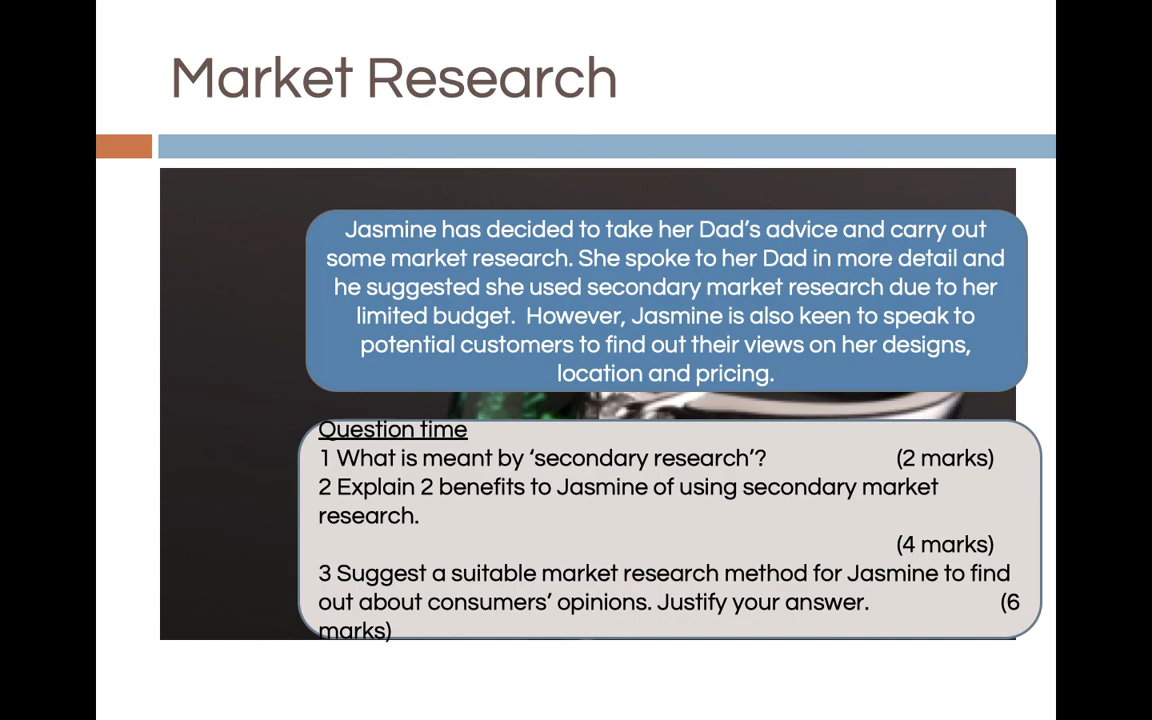 Market Research
Jasmine has decided to take her Dad’s advice and carry out
some market research. She spoke to her Dad in more detail and
he suggested she used secondary market research due to her
limited budget.  However, Jasmine is also keen to speak to
potential customers to find out their views on her designs,
location and pricing.
Question time
1 What is meant by ‘secondary research’? (2 marks)
2 Explain 2 benefits to Jasmine of using secondary market
research.
(4 marks)
3 Suggest a suitable market research method for Jasmine to find
out about consumers’ opinions. Justify your answer. (6
marks)